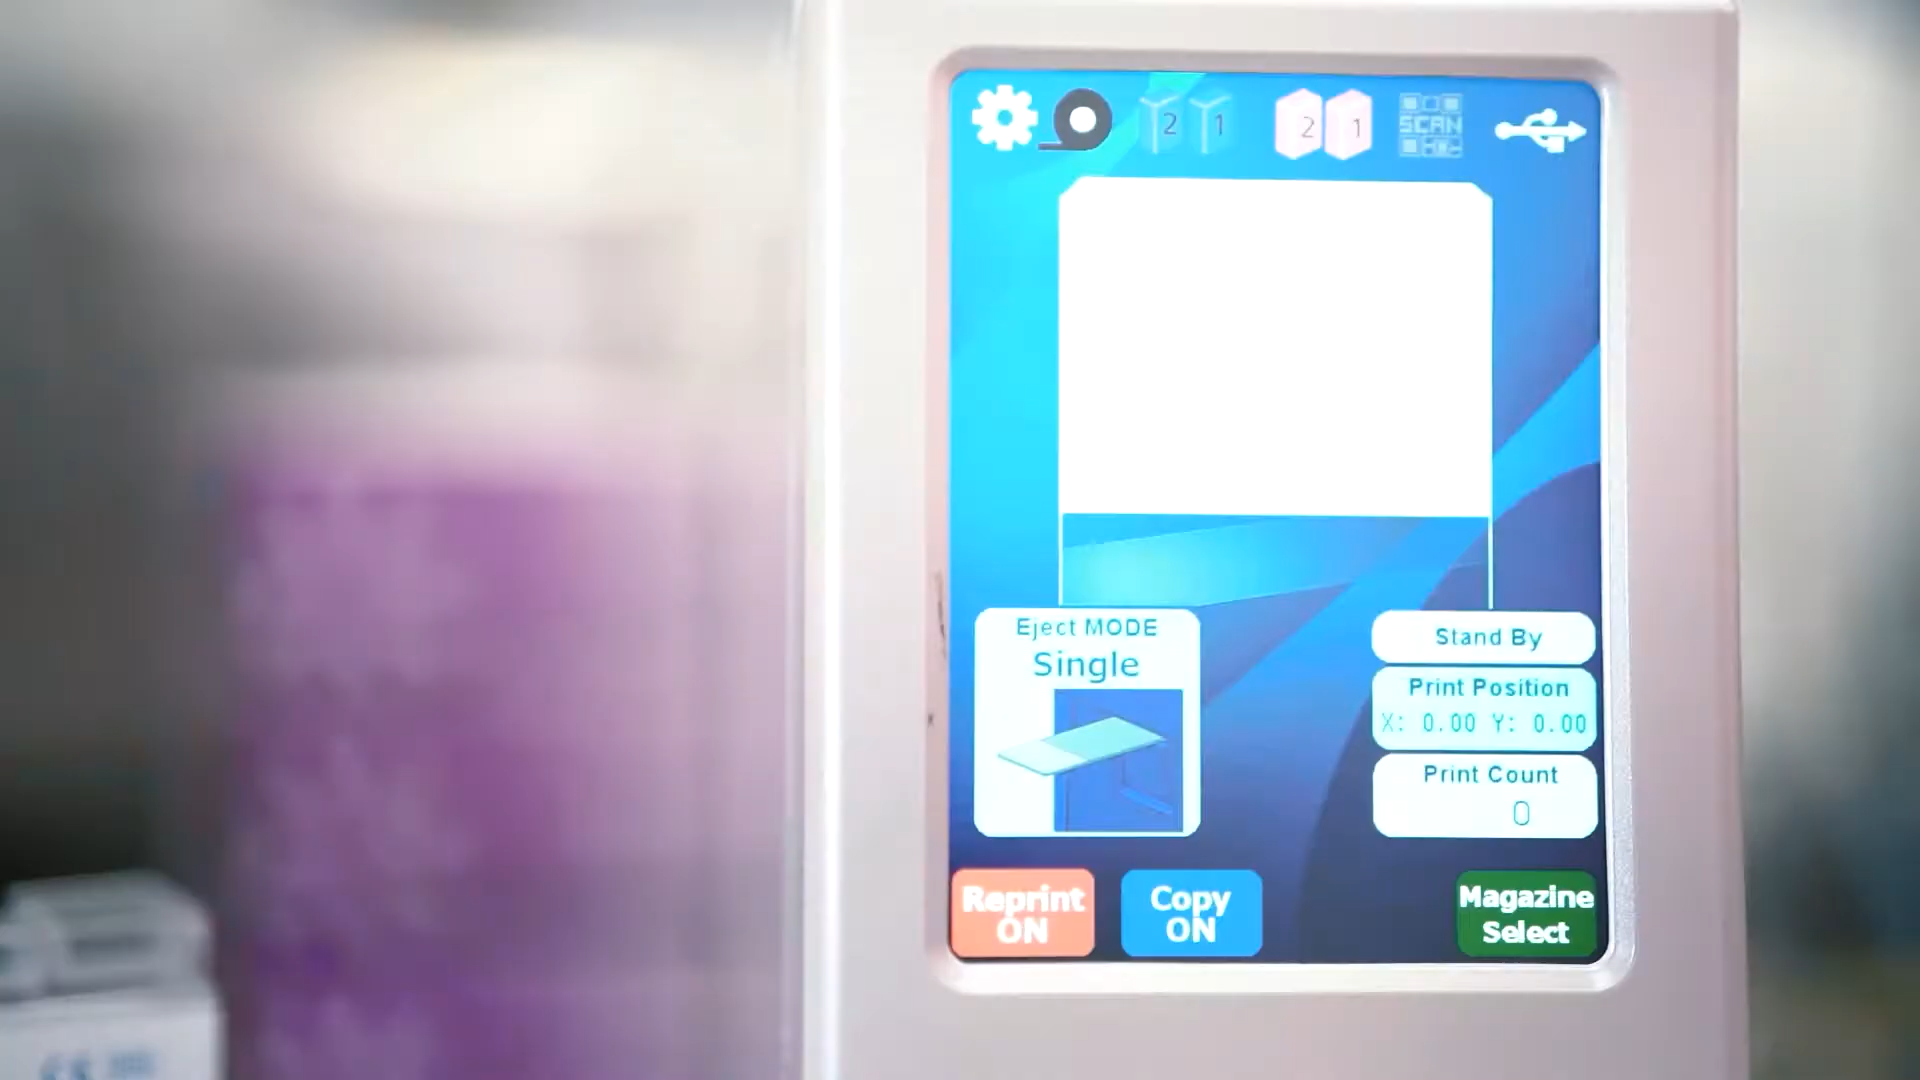 2 1
2 1
SCAN
Eject MODE
Single
Stand By
Print Position
X: 0.00 Y: 0.00
Print Count
0
Reprint
ON
Copy
ON
Magazine
Select